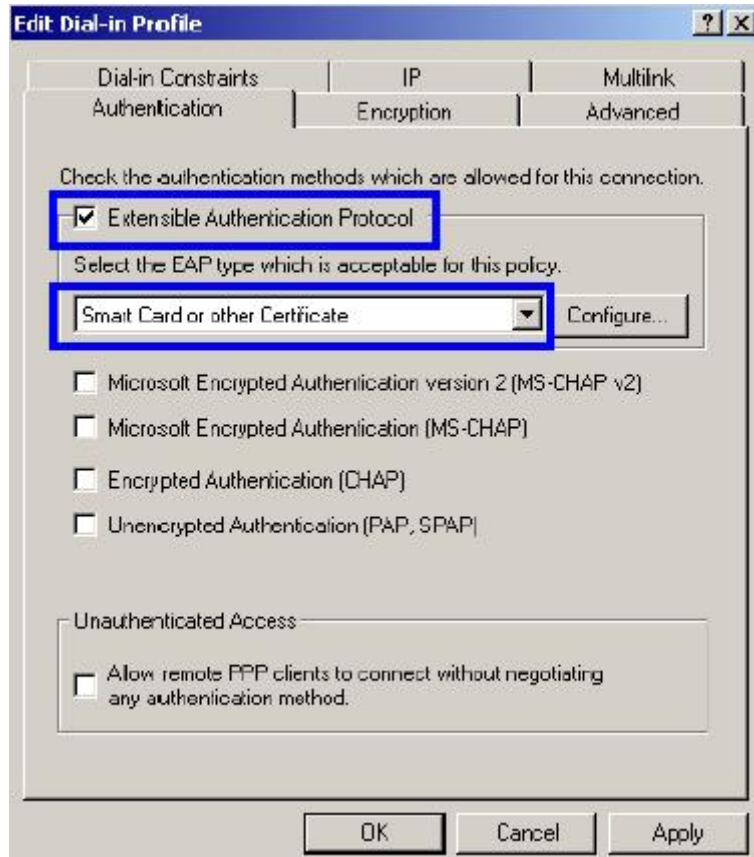 Edit Dial-in Profile
Dial-in Constraints IP Multilink
Authentication Encryption Advanced
Check the authentication methods which are allowed for this connection.
Extensible Authentication Protocol
Select the EAP type which is acceptable for this policy.
Smart Card or other Certificate Configure...
Microsoft Encrypted Authentication version 2 (MS-CHAP v2)
Microsoft Encrypted Authentication (MS-CHAP)
Encrypted Authentication (CHAP)
Unencrypted Authentication (PAP, SPAP)
Unauthenticated Access
Allow remote PPP clients to connect without negotiating
any authentication method.
OK Cancel Apply